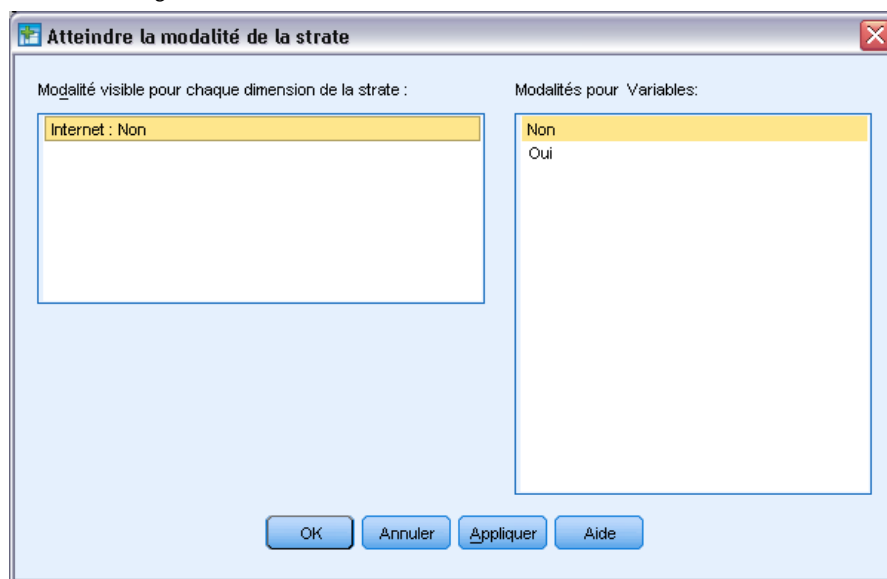 Atteindre la modalité de la strate
Modalité visible pour chaque dimension de la strate :
Internet : Non
Modalités pour Variables:
Non
Oui
OK
Annuler
Appliquer
Aide